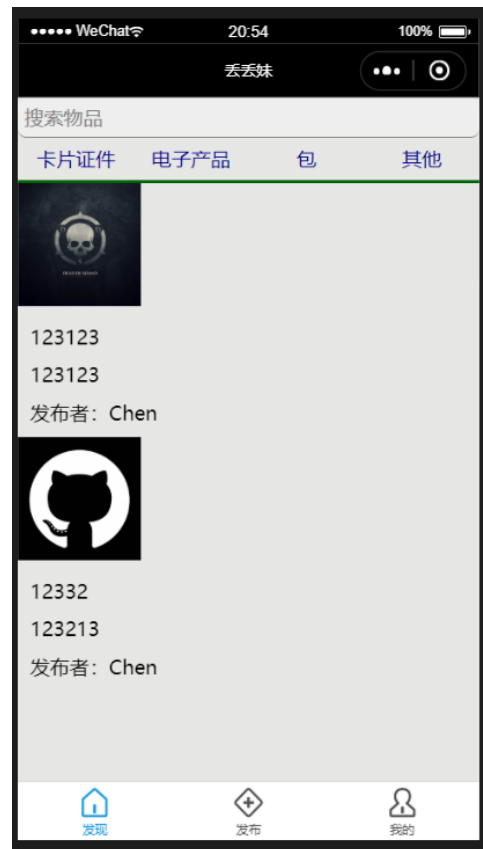 WeChat 20:54 100%
丢丢妹
搜索物品
卡片证件 电子产品 包 其他
123123
123123
发布者：Chen
12332
123213
发布者：Chen
发现 发布 我的